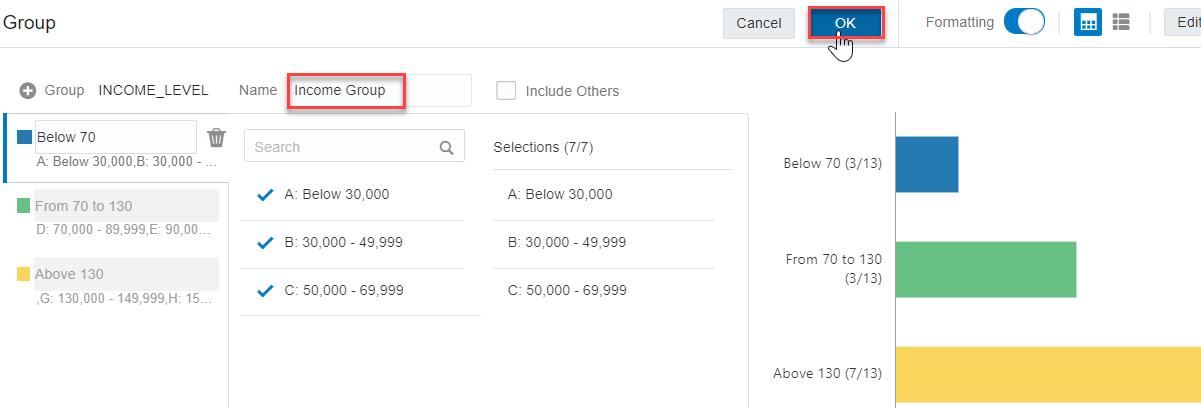 Group
Cancel
OK
Formatting
Edit
Group INCOME_LEVEL Name Income Group Include Others
Below 70
A: Below 30,000,B: 30,000 - ...
From 70 to 130
D: 70,000 - 89,999,E: 90,00...
Above 130
,G: 130,000 - 149,999,H: 15...
Search
A: Below 30,000
B: 30,000 - 49,999
C: 50,000 - 69,999
Selections (7/7)
A: Below 30,000
B: 30,000 - 49,999
C: 50,000 - 69,999
Below 70 (3/13)
From 70 to 130
(3/13)
Above 130 (7/13)